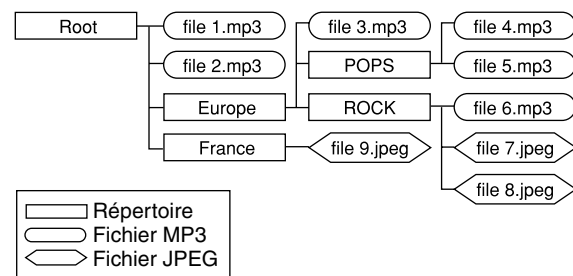 Root file 1.mp3 file 3.mp3 file 4.mp3
file 2.mp3 POPS file 5.mp3
Europe ROCK file 6.mp3
France file 9.jpeg file 7.jpeg
file 8.jpeg
Répertoire
Fichier MP3
Fichier JPEG